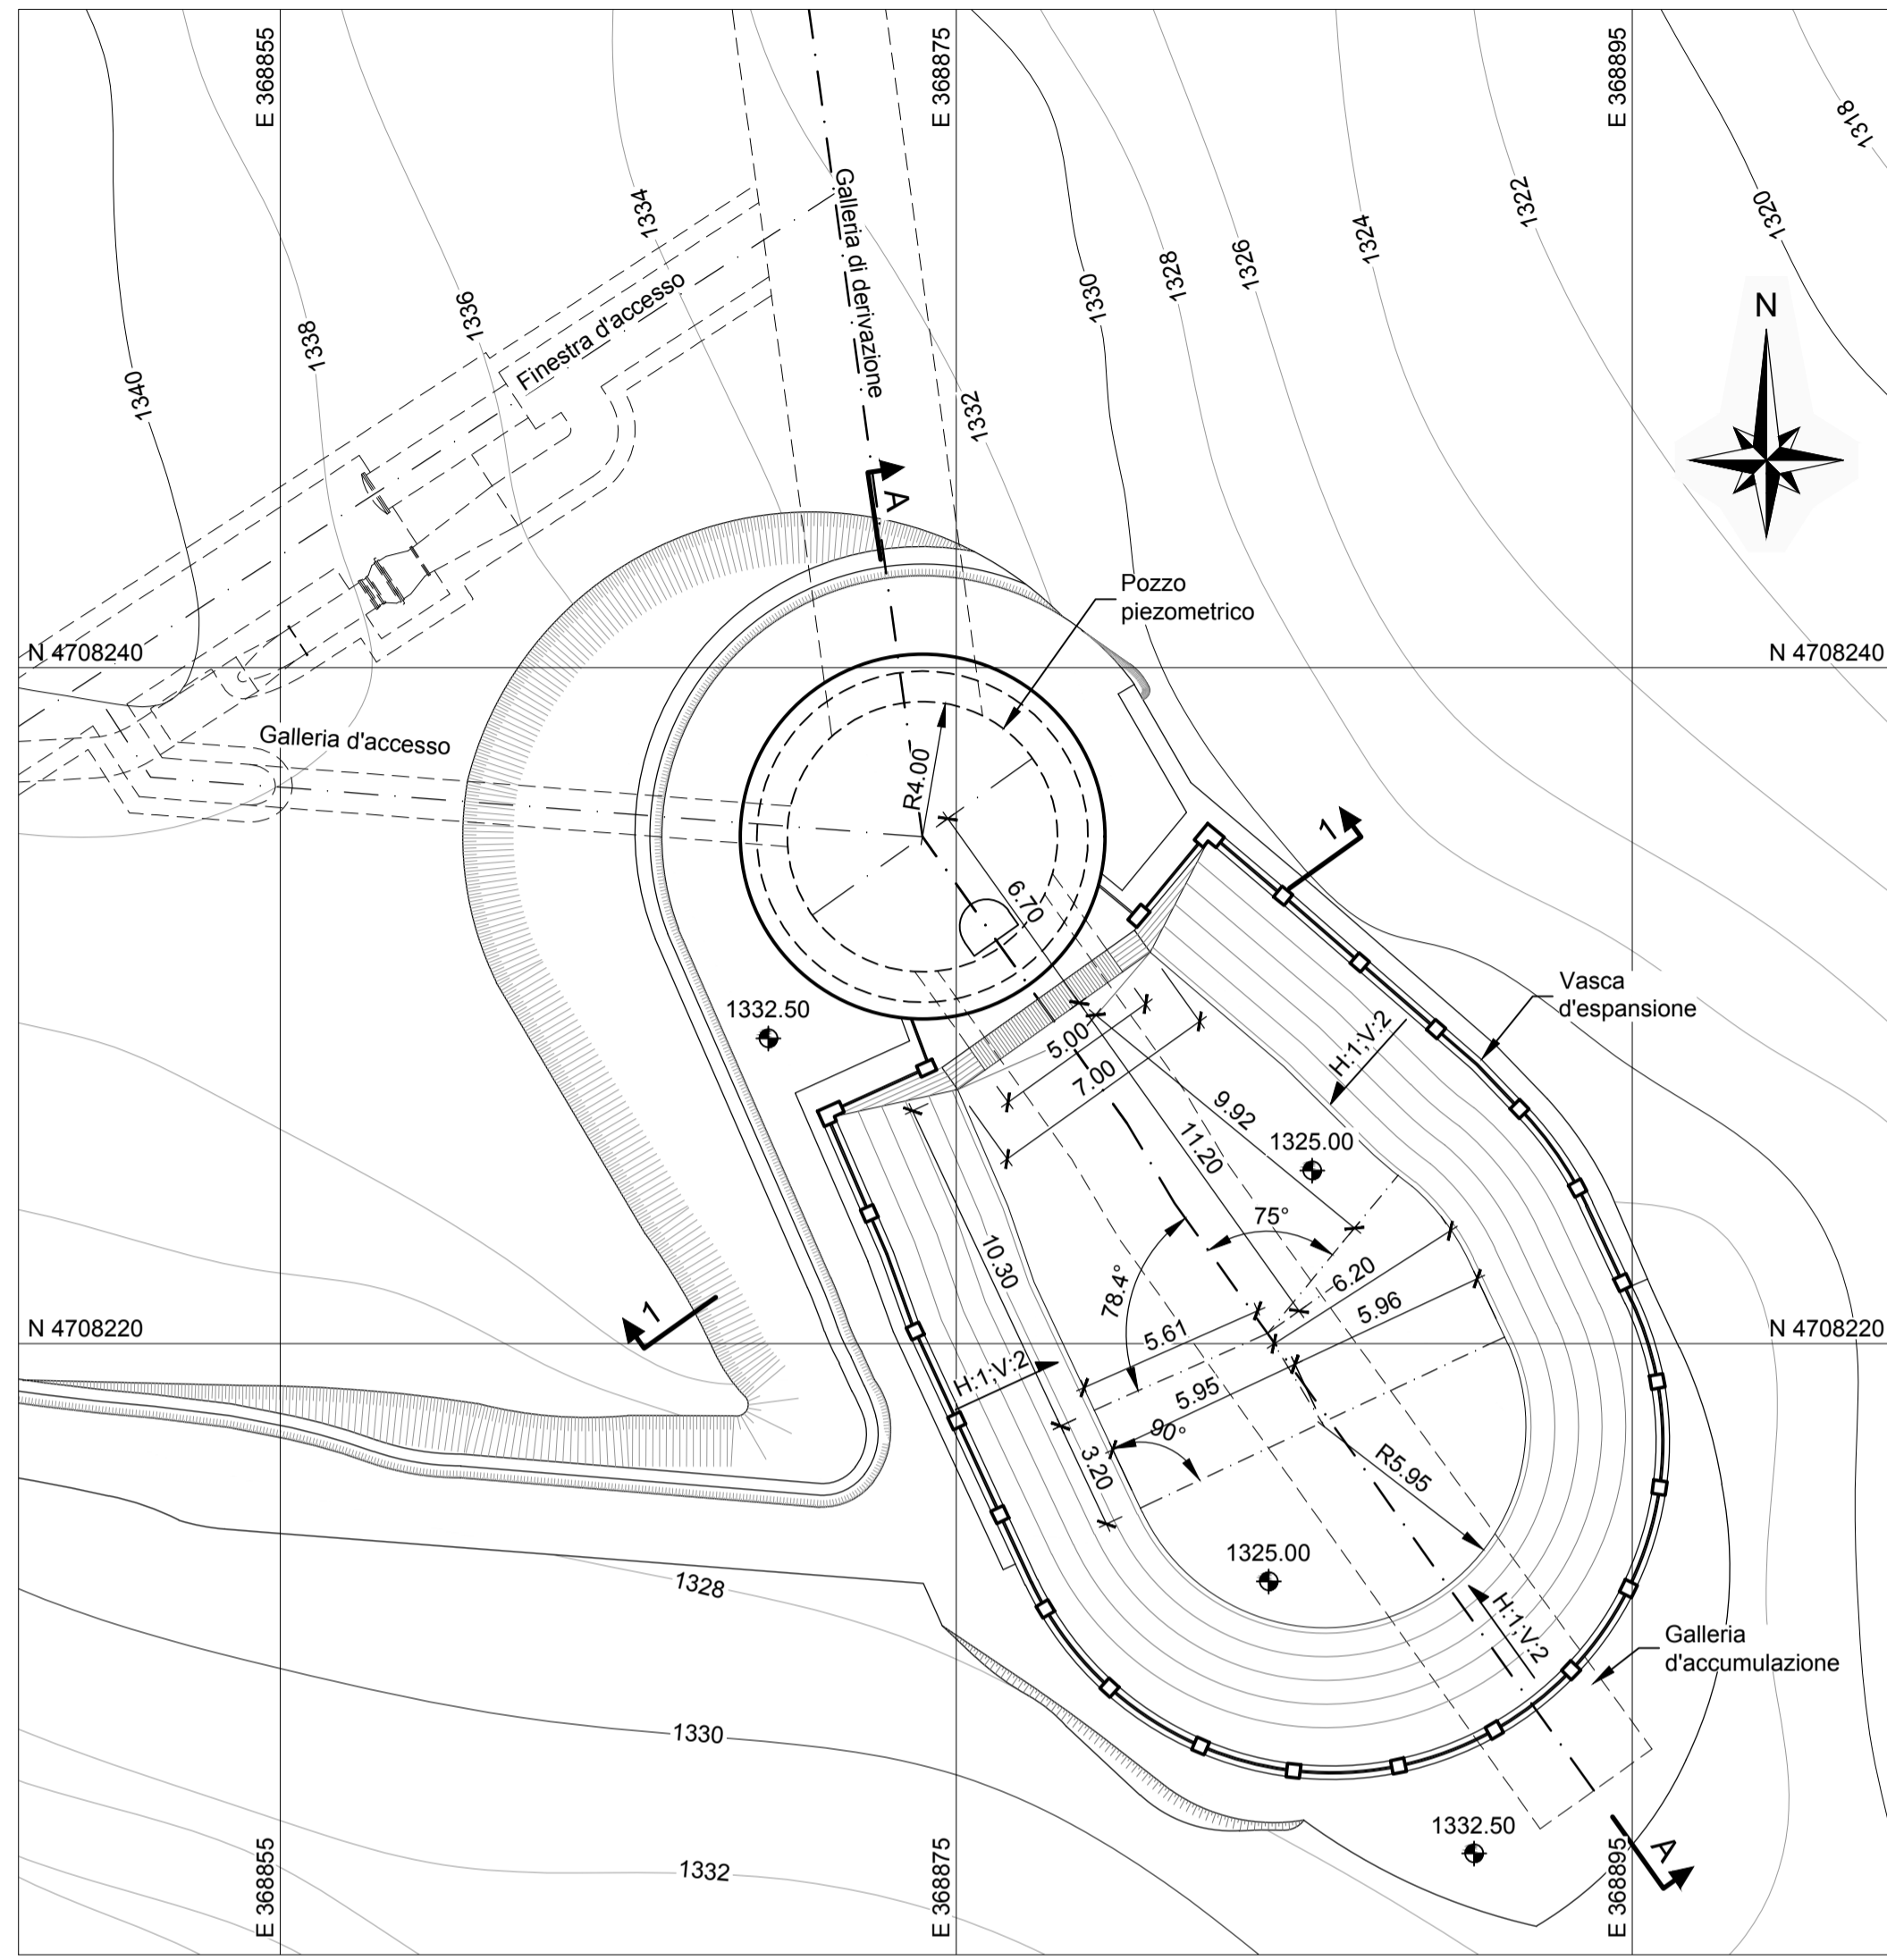 E 368855
E 368875
E 368895
1318
1334
Galleria di derivazione
1322
1320
1324
1326
1328
1330
1336
1338
Finestra d'accesso
1340
1332
N
Pozzo
piezometrico
A
N 4708240
N 4708240
Galleria d'accesso
R4.00
1
6.70
Vasca
d'espansione
1332.50
5.00
7.00
H:1;V:2
9.92
11.20
1325.00
75°
10.30
78.4°
6.20
5.96
1
N 4708220
N 4708220
5.61
H:1;V:2
5.95
90°
3.20
R5.95
1325.00
1328
H:1;V:2
Galleria
d'accumulazione
1330
1332.50
A
1332
E 368855
E 368875
E 368895